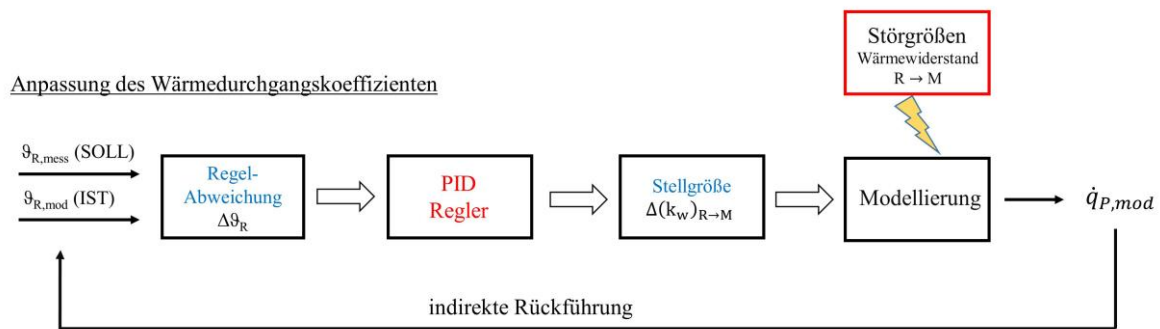 Störgrößen
Wärmewiderstand
R → M
Anpassung des Wärmedurchgangskoeffizienten
ϑR,mess (SOLL)
ϑR,mod (IST)
Regel-
Abweichung
ΔϑR
PID
Regler
Stellgröße
Δ(kw)R→M
Modellierung
q̇P,mod
indirekte Rückführung